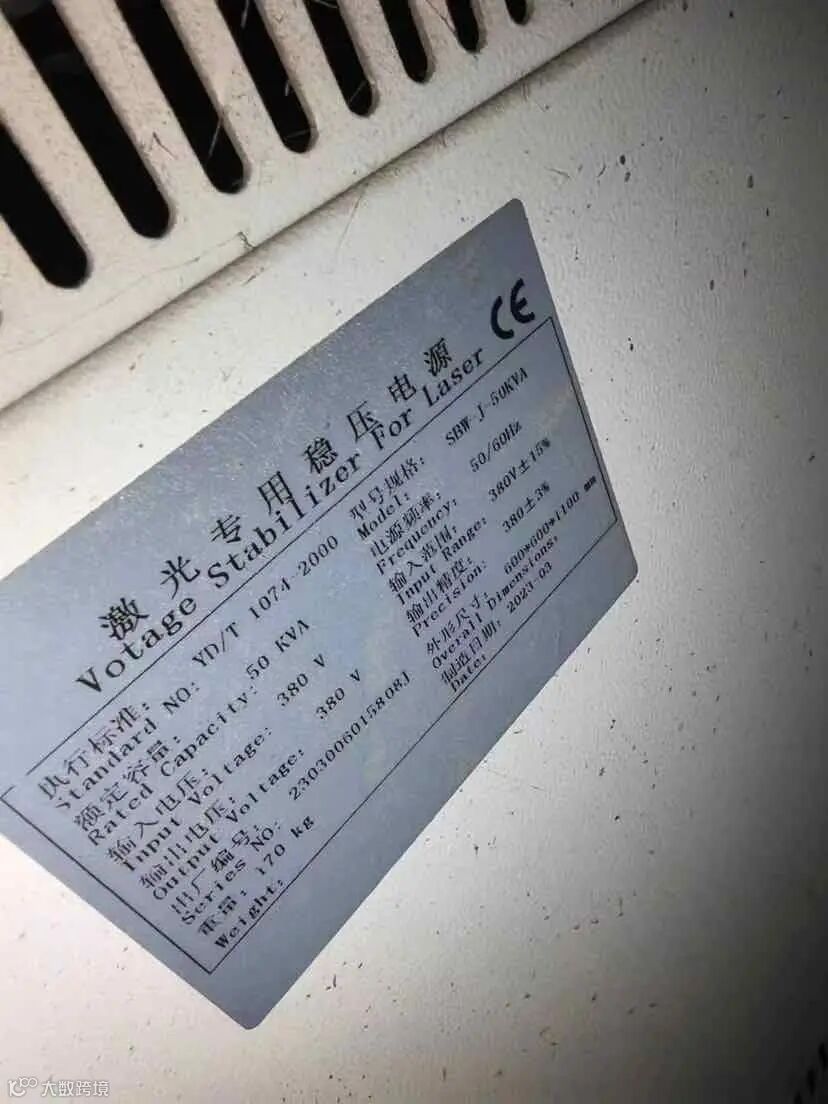 CE
激光专用稳压电源
Votage Stabilizer For Laser
执行标准: YD/T 1074-2000
Standard NO:
额定容量: 50 KVA
Rated Capacity:
输入电压: 380 V
Input Voltage:
输出电压: 380 V
Output Voltage:
出厂编号: 2303006015808J
Series NO:
重量: 170 kg
Weight:
型号规格: SBW-J-50KVA
Model:
电源频率: 50/60Hz
Frequency:
输入范围: 380V±15%
Input Range:
输出精度: 380±3%
Precision:
外形尺寸: 600*600*1100 mm
Overall Dimensions:
制造日期: 2023-03
Date:
大数跨境